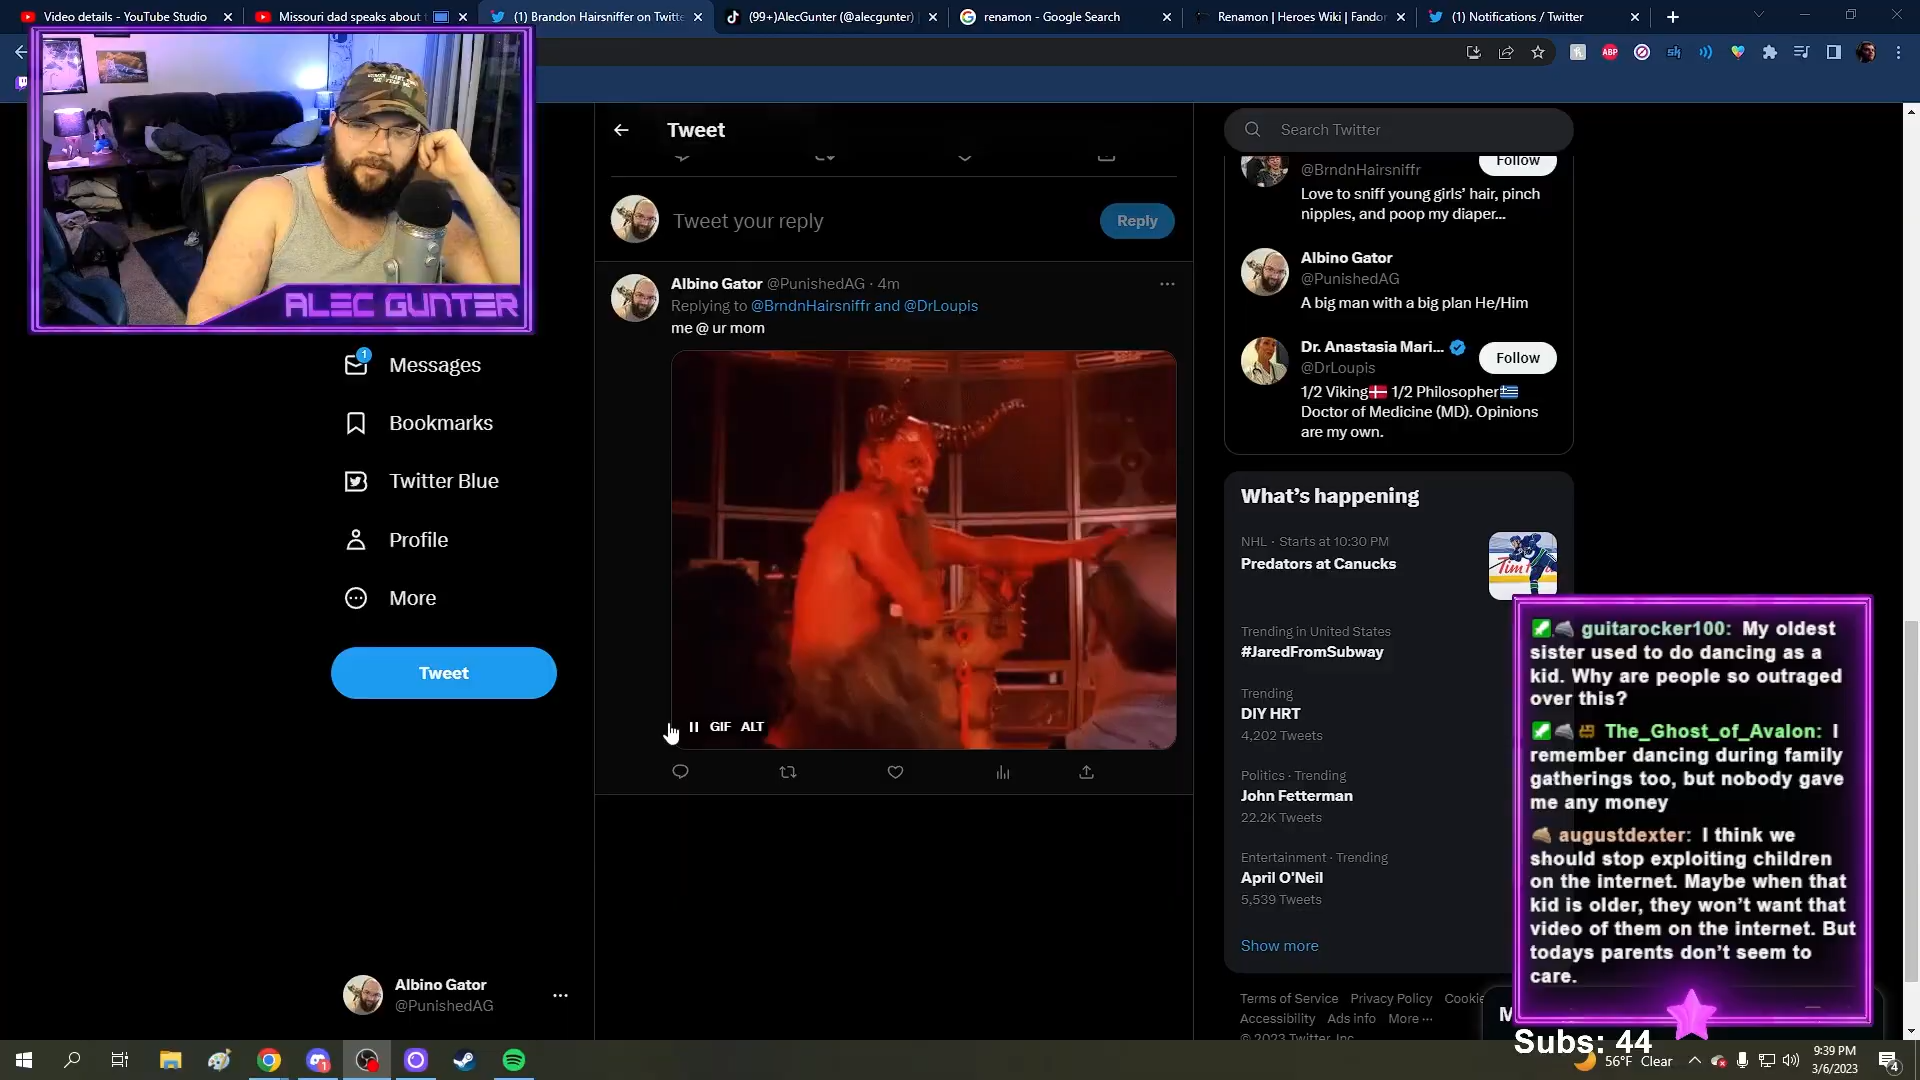 Video details - YouTube Studio
Missouri dad speaks about t
(1) Brandon Hairsniffer on Twitte
(99+)AlecGunter (@alecgunter)
renamon - Google Search
Renamon | Heroes Wiki | Fandor
(1) Notifications / Twitter
ABP
ALEC GUNTER
Messages
1
Bookmarks
Twitter Blue
Profile
More
Tweet
Albino Gator
@PunishedAG
Tweet
Tweet your reply
Reply
Albino Gator @PunishedAG · 4m
Replying to @BrndnHairsniffr and @DrLoupis
me @ ur mom
GIF ALT
Search Twitter
@BrndnHairsniffr
Follow
Love to sniff young girls’ hair, pinch
nipples, and poop my diaper...
Albino Gator
@PunishedAG
A big man with a big plan He/Him
Dr. Anastasia Mari...
Follow
@DrLoupis
1/2 Viking🇩🇰 1/2 Philosopher🇬🇷
Doctor of Medicine (MD). Opinions
are my own.
What’s happening
NHL · Starts at 10:30 PM
Predators at Canucks
Trending in United States
#JaredFromSubway
Trending
DIY HRT
4,202 Tweets
Politics · Trending
John Fetterman
22.2K Tweets
Entertainment · Trending
April O'Neil
5,539 Tweets
Show more
Terms of Service Privacy Policy Cookie
Accessibility Ads info More ···
© 2023 Twitter, Inc.
guitarocker100: My oldest
sister used to do dancing as a
kid. Why are people so outraged
over this?
The_Ghost_of_Avalon: I
remember dancing during family
gatherings too, but nobody gave
me any money
augustdexter: I think we
should stop exploiting children
on the internet. Maybe when that
kid is older, they won’t want that
video of them on the internet. But
todays parents don’t seem to
care.
Subs: 44
56°F Clear
9:39 PM
3/6/2023
4